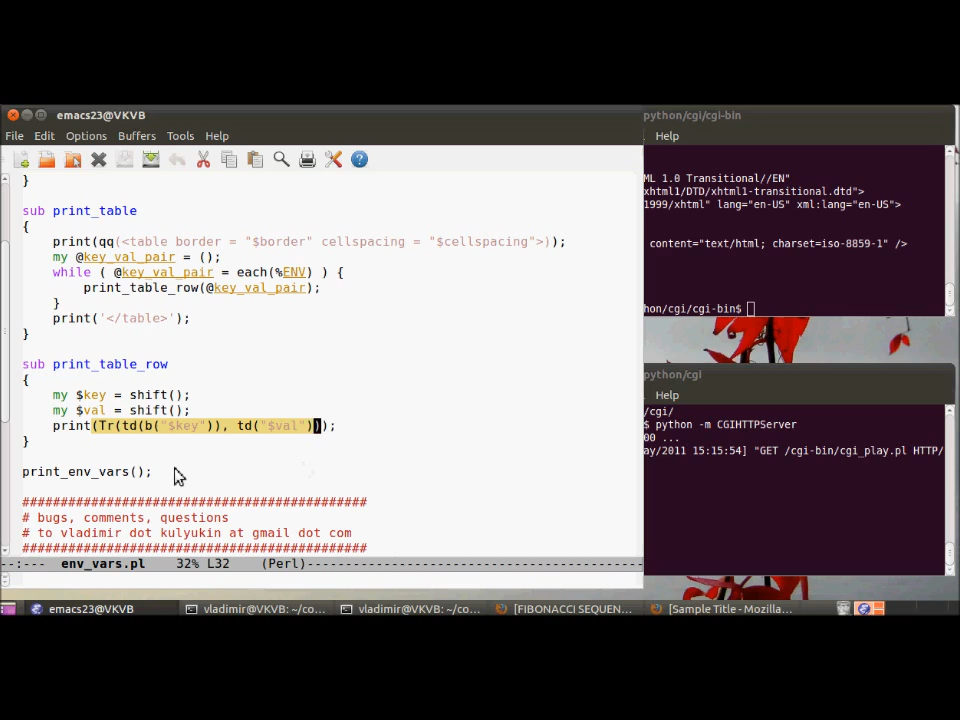 emacs23@VKVB
File Edit Options Buffers Tools Help
}
sub print_table
{
print(qq(<table border = "$border" cellspacing = "$cellspacing">));
my @key_val_pair = ();
while ( @key_val_pair = each(%ENV) ) {
print_table_row(@key_val_pair);
}
print('</table>');
}
sub print_table_row
{
my $key = shift();
my $val = shift();
print(Tr(td(b("$key")), td("$val")));
}
print_env_vars();
#############################################
# bugs, comments, questions
# to vladimir dot kulyukin at gmail dot com
#############################################
--:--- env_vars.pl 32% L32 (Perl)
python/cgi/cgi-bin
Help
ML 1.0 Transitional//EN"
xhtml1/DTD/xhtml1-transitional.dtd">
1999/xhtml" lang="en-US" xml:lang="en-US">
content="text/html; charset=iso-8859-1" />
hon/cgi/cgi-bin$
python/cgi
Help
/cgi/
$ python -m CGIHTTPServer
00 ...
ay/2011 15:15:54] "GET /cgi-bin/cgi_play.pl HTTP/
emacs23@VKVB vladimir@VKVB: ~/co... vladimir@VKVB: ~/co... [FIBONACCI SEQUEN... [Sample Title - Mozilla...